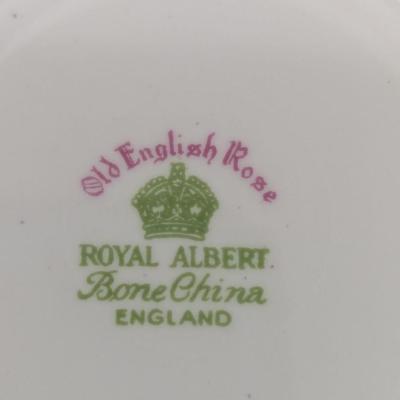 Old English Rose
ROYAL ALBERT.
Bone China
ENGLAND